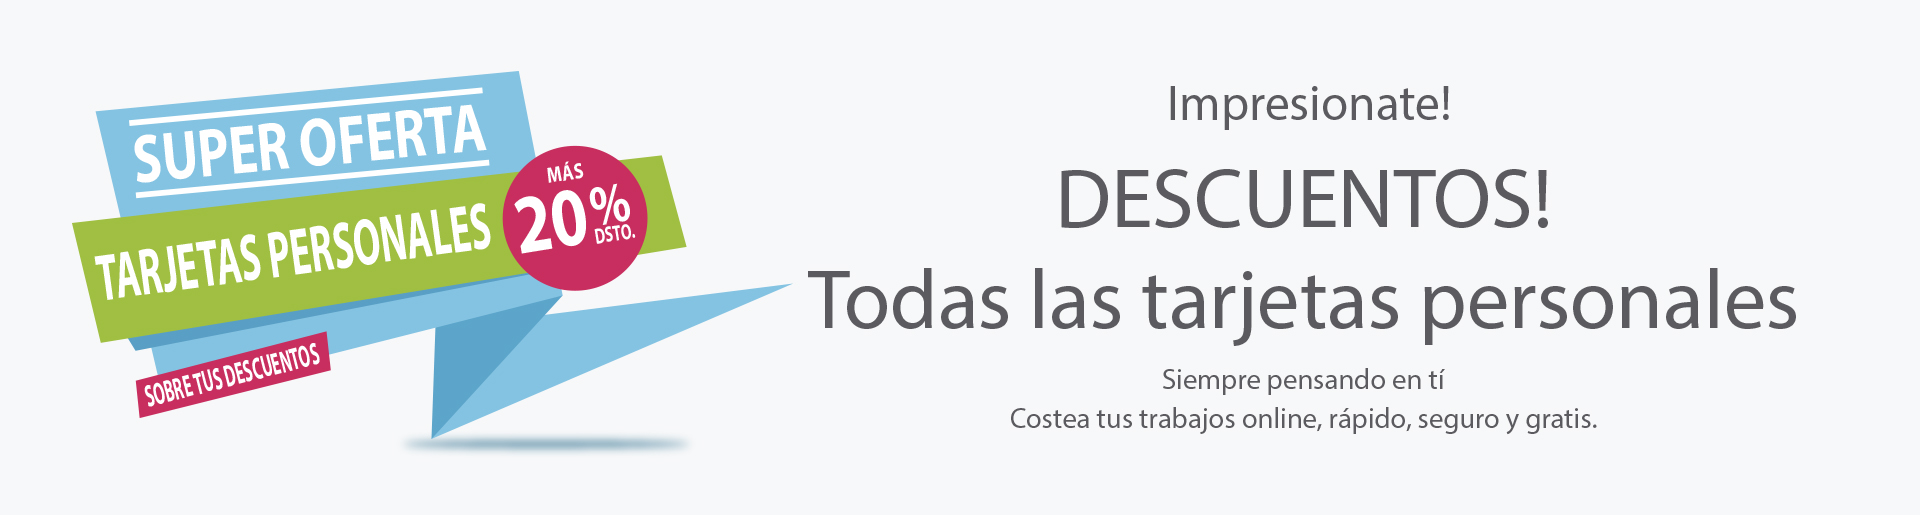 SUPER OFERTA
TARJETAS PERSONALES
MÁS
20%
DSTO.
SOBRE TUS DESCUENTOS
Impresionate!
DESCUENTOS!
Todas las tarjetas personales
Siempre pensando en tí
Costea tus trabajos online, rápido, seguro y gratis.